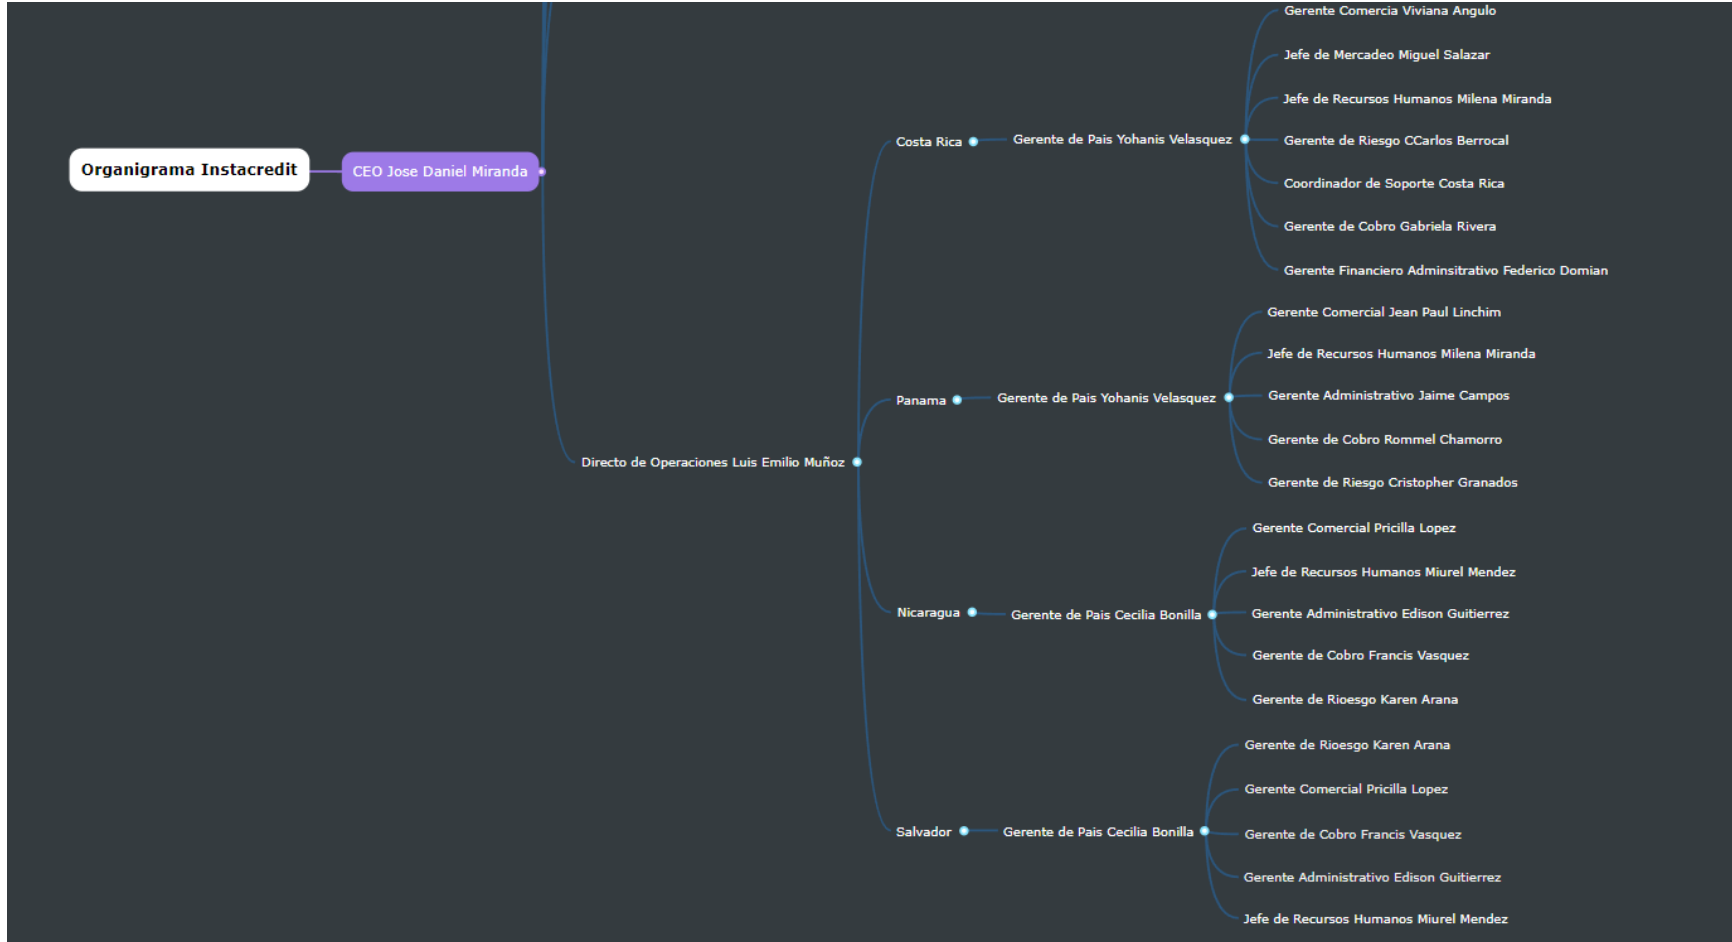 Organigrama Instacredit
CEO Jose Daniel Miranda
Directo de Operaciones Luis Emilio Muñoz
Costa Rica
Gerente de Pais Yohanis Velasquez
Gerente Comercia Viviana Angulo
Jefe de Mercadeo Miguel Salazar
Jefe de Recursos Humanos Milena Miranda
Gerente de Riesgo CCarlos Berrocal
Coordinador de Soporte Costa Rica
Gerente de Cobro Gabriela Rivera
Gerente Financiero Adminsitrativo Federico Domian
Panama
Gerente de Pais Yohanis Velasquez
Gerente Comercial Jean Paul Linchim
Jefe de Recursos Humanos Milena Miranda
Gerente Administrativo Jaime Campos
Gerente de Cobro Rommel Chamorro
Gerente de Riesgo Cristopher Granados
Nicaragua
Gerente de Pais Cecilia Bonilla
Gerente Comercial Pricilla Lopez
Jefe de Recursos Humanos Miurel Mendez
Gerente Administrativo Edison Guitierrez
Gerente de Cobro Francis Vasquez
Gerente de Rioesgo Karen Arana
Salvador
Gerente de Pais Cecilia Bonilla
Gerente de Rioesgo Karen Arana
Gerente Comercial Pricilla Lopez
Gerente de Cobro Francis Vasquez
Gerente Administrativo Edison Guitierrez
Jefe de Recursos Humanos Miurel Mendez